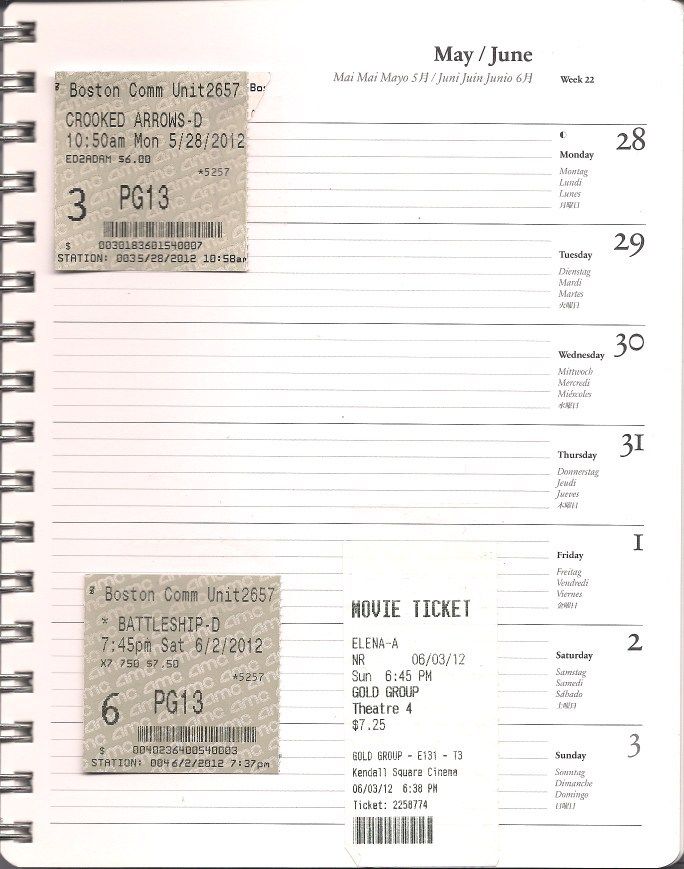 May / June
Mai Mai Mayo 5月 / Juni Juin Junio 6月
Week 22
Boston Comm Unit2657
Bo
CROOKED ARROWS-D
10:50am Mon 5/28/2012
ED2ADAM $6.00
*5257
3 PG13
$ 0030183601540007
STATION: 0035/28/2012 10:58am
28
Monday
Montag
Lundi
Lunes
月曜日
29
Tuesday
Dienstag
Mardi
Martes
火曜日
30
Wednesday
Mittwoch
Mercredi
Miércoles
水曜日
31
Thursday
Donnerstag
Jeudi
Jueves
木曜日
1
Friday
Freitag
Vendredi
Viernes
金曜日
Boston Comm Unit2657
* BATTLESHIP-D
7:45pm Sat 6/2/2012
X7 750 $7.50
*5257
6 PG13
$ 0040236400540003
STATION: 0046/2/2012 7:37pm
MOVIE TICKET
ELENA-A
NR 06/03/12
Sun 6:45 PM
GOLD GROUP
Theatre 4
$7.25
GOLD GROUP - E131 - T3
Kendall Square Cinema
06/03/12 6:38 PM
Ticket: 2258774
2
Saturday
Samstag
Samedi
Sábado
土曜日
3
Sunday
Sonntag
Dimanche
Domingo
日曜日